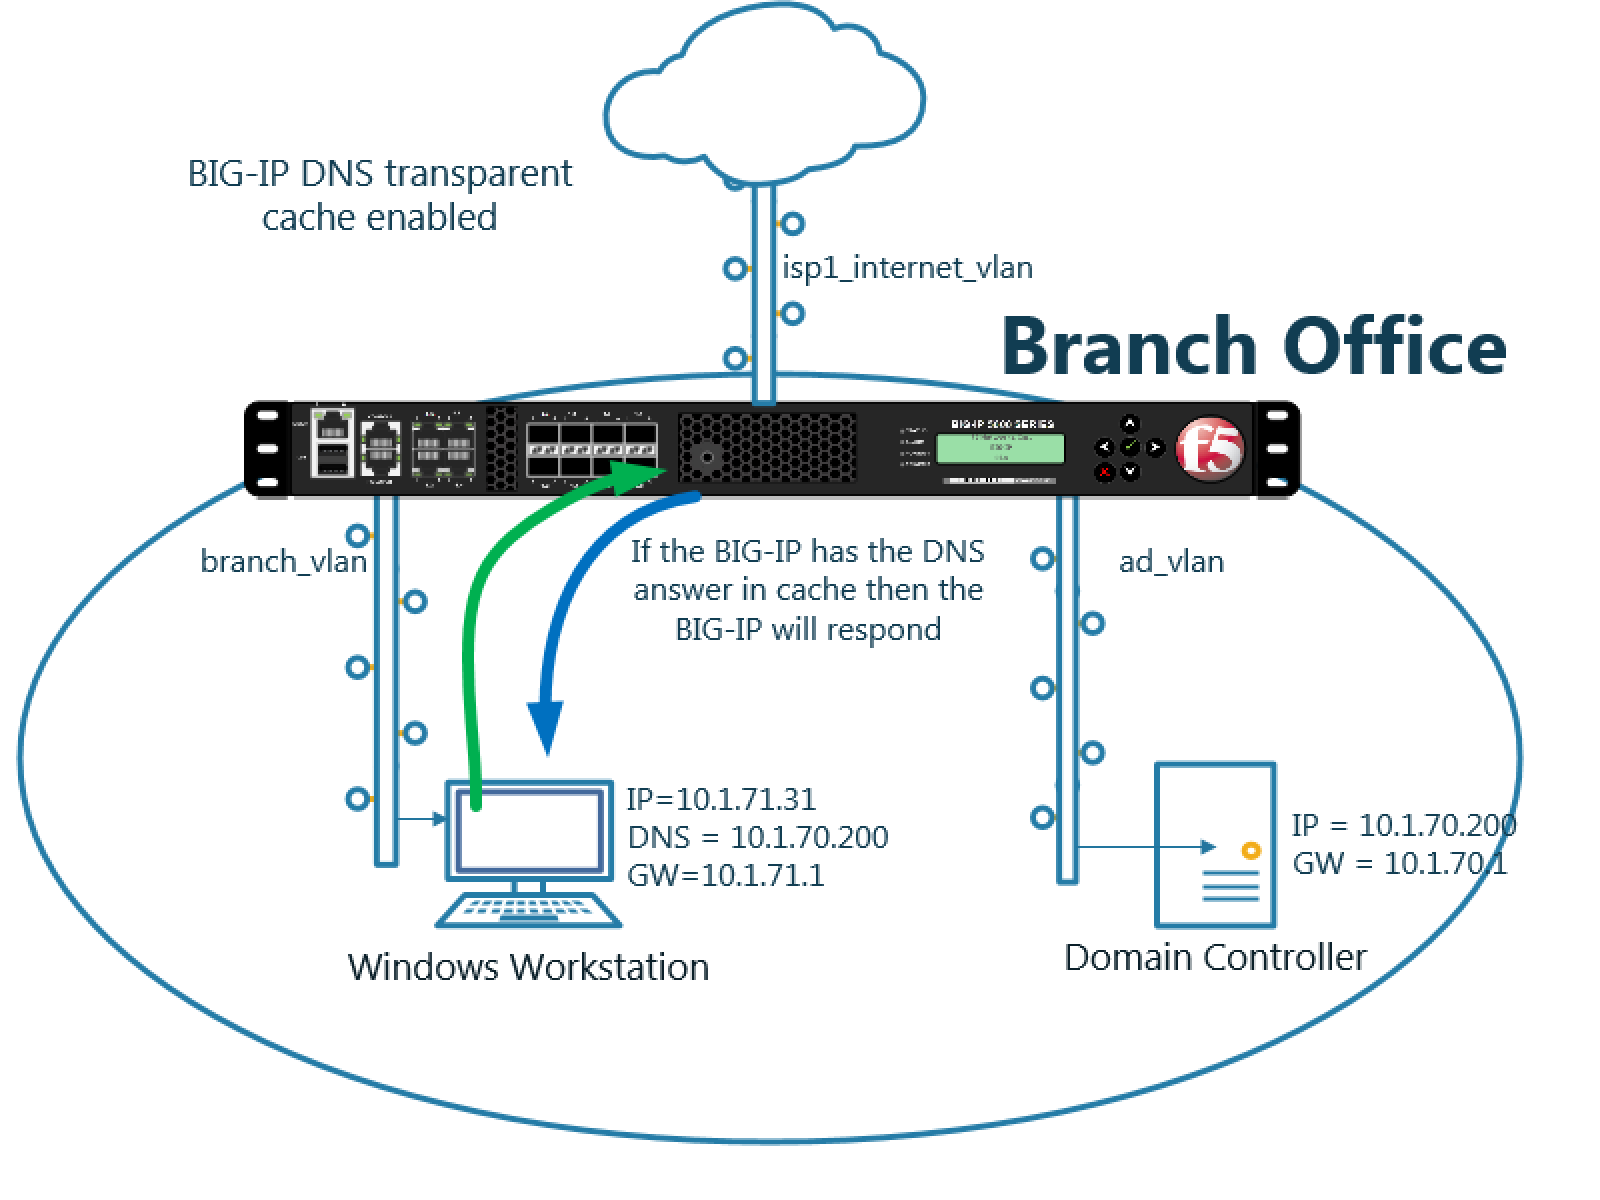 BIG-IP DNS transparent
cache enabled
isp1_internet_vlan
Branch Office
BIG-IP 5000 SERIES
f5
branch_vlan
If the BIG-IP has the DNS
answer in cache then the
BIG-IP will respond
ad_vlan
IP=10.1.71.31
DNS = 10.1.70.200
GW=10.1.71.1
IP = 10.1.70.200
GW = 10.1.70.1
Windows Workstation
Domain Controller